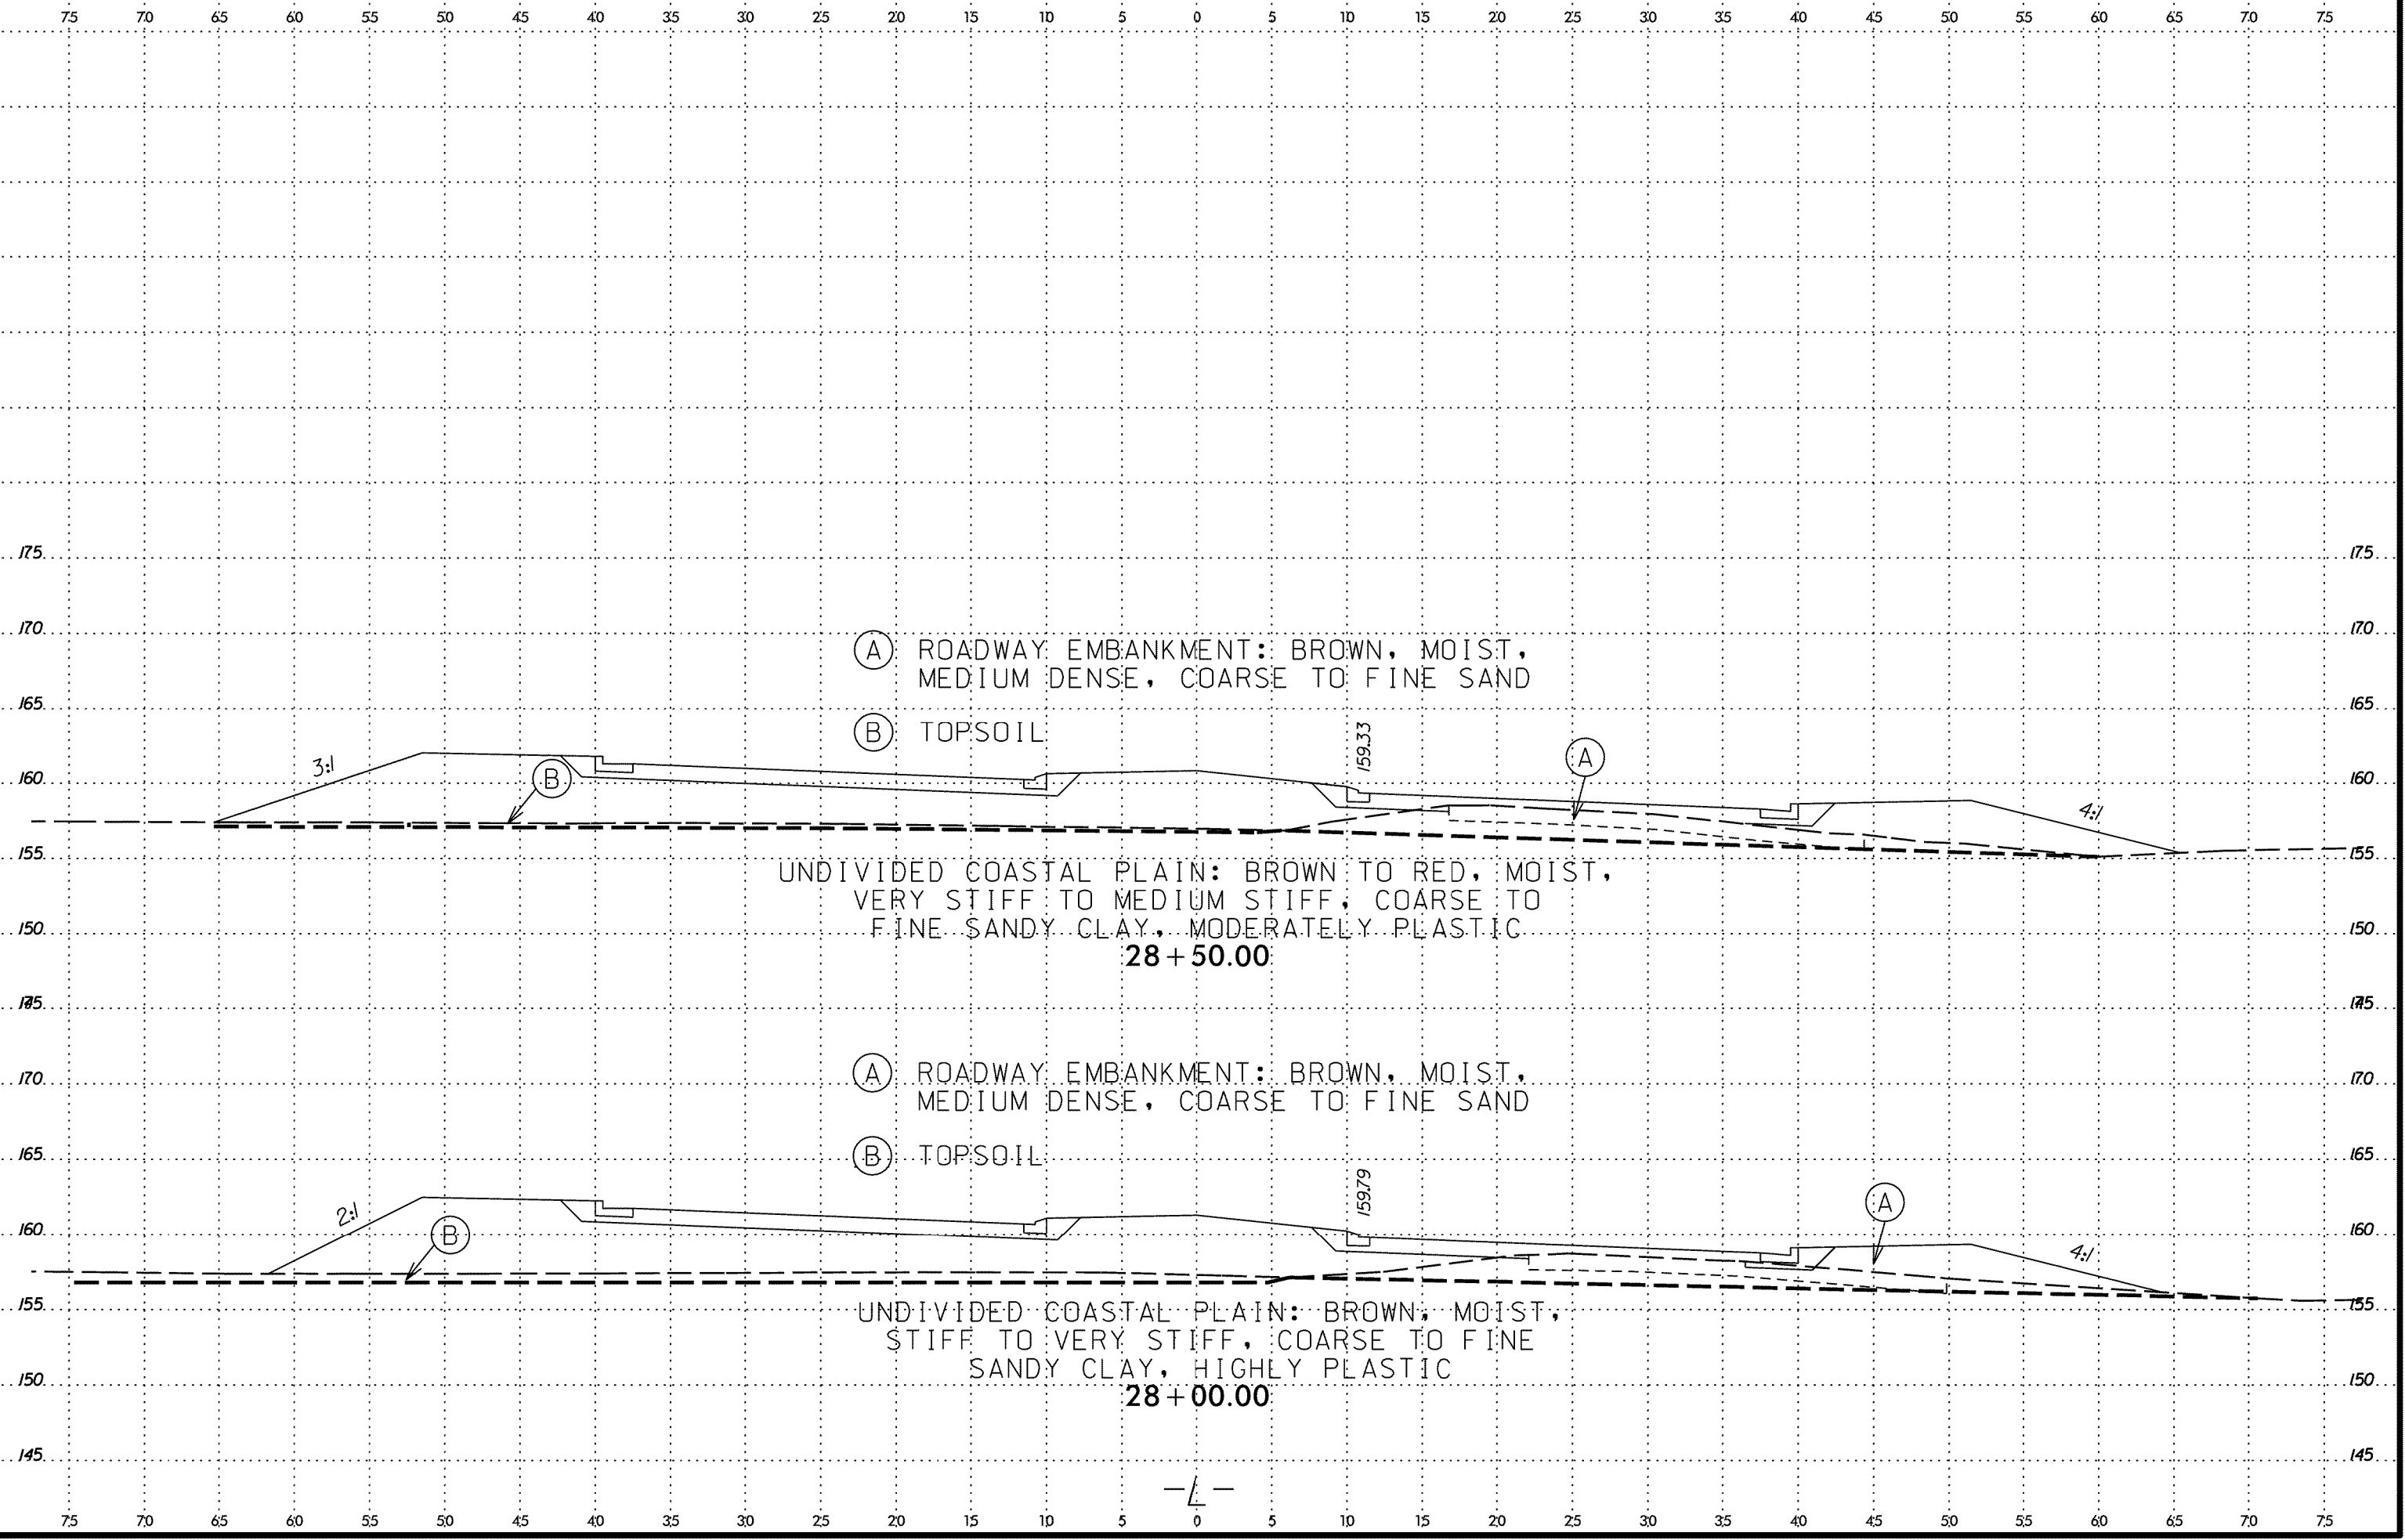 75 70 65 60 55 50 45 40 35 30 25 20 15 10 5 0 5 10 15 20 25 30 35 40 45 50 55 60 65 70 75
175 175
170 170
A ROADWAY EMBANKMENT: BROWN, MOIST,
MEDIUM DENSE, COARSE TO FINE SAND
165 165
B TOPSOIL
159.33
A
3:1
B
160 160
4:1
155 155
UNDIVIDED COASTAL PLAIN: BROWN TO RED, MOIST,
VERY STIFF TO MEDIUM STIFF, COARSE TO
FINE SANDY CLAY, MODERATELY PLASTIC
150 150
28+50.00
A ROADWAY EMBANKMENT: BROWN, MOIST,
170 170
MEDIUM DENSE, COARSE TO FINE SAND
B TOPSOIL
165 165
159.79
A
2:1
B
160 160
4:1
155 155
UNDIVIDED COASTAL PLAIN: BROWN, MOIST,
STIFF TO VERY STIFF, COARSE TO FINE
SANDY CLAY, HIGHLY PLASTIC
150 150
28+00.00
145 145
-L-
75 70 65 60 55 50 45 40 35 30 25 20 15 10 5 0 5 10 15 20 25 30 35 40 45 50 55 60 65 70 75